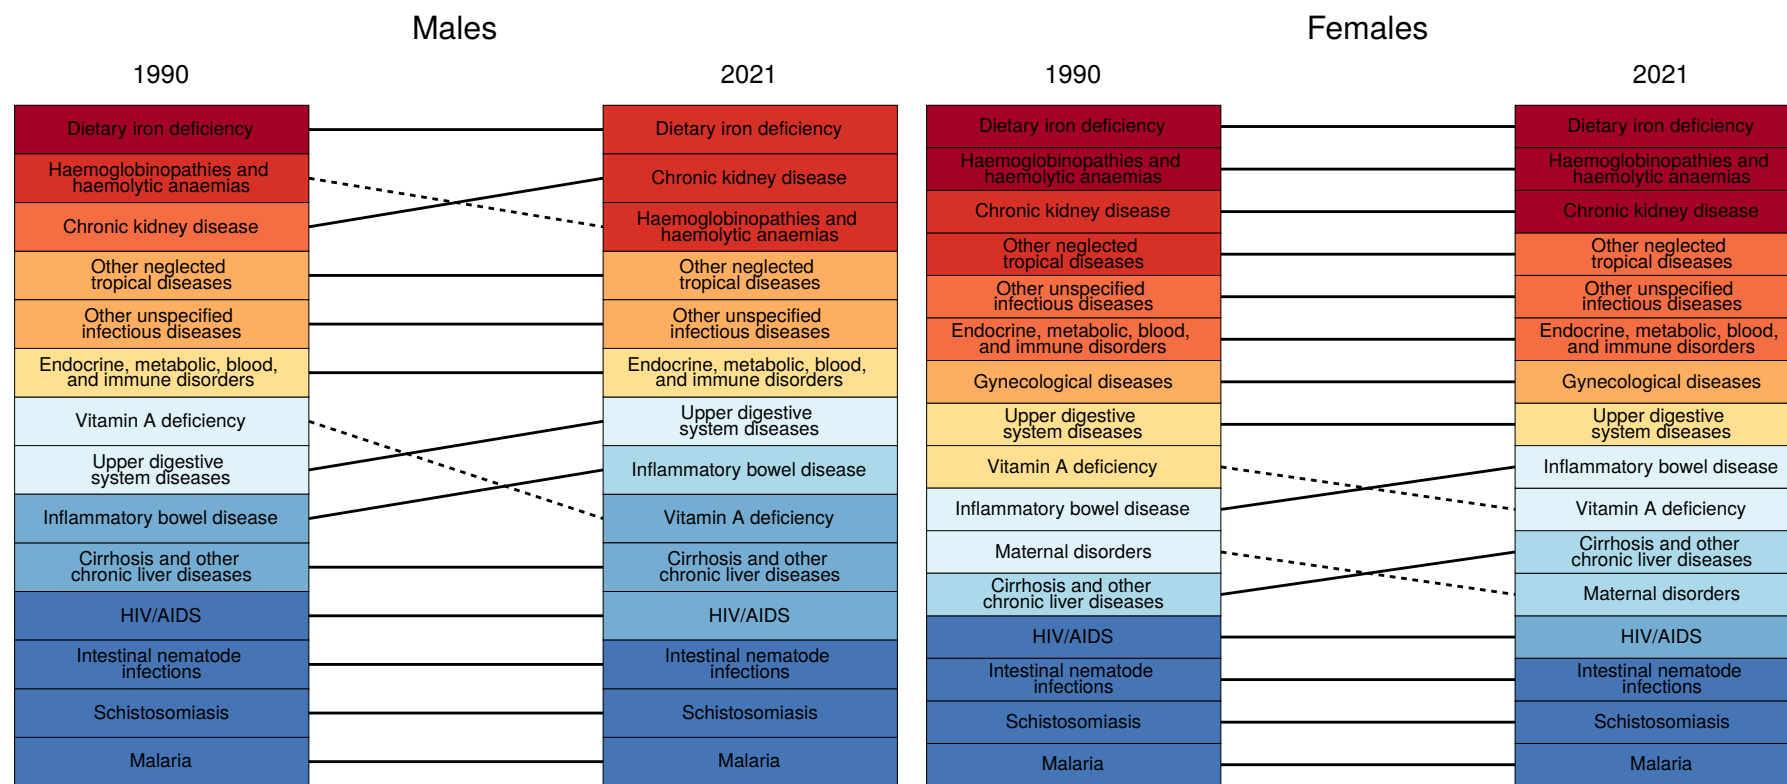 Males
1990
2021
Dietary iron deficiency
Haemoglobinopathies and
haemolytic anaemias
Chronic kidney disease
Other neglected
tropical diseases
Other unspecified
infectious diseases
Endocrine, metabolic, blood,
and immune disorders
Vitamin A deficiency
Upper digestive
system diseases
Inflammatory bowel disease
Cirrhosis and other
chronic liver diseases
HIV/AIDS
Intestinal nematode
infections
Schistosomiasis
Malaria
Dietary iron deficiency
Chronic kidney disease
Haemoglobinopathies and
haemolytic anaemias
Other neglected
tropical diseases
Other unspecified
infectious diseases
Endocrine, metabolic, blood,
and immune disorders
Upper digestive
system diseases
Inflammatory bowel disease
Vitamin A deficiency
Cirrhosis and other
chronic liver diseases
HIV/AIDS
Intestinal nematode
infections
Schistosomiasis
Malaria
Females
1990
2021
Dietary iron deficiency
Haemoglobinopathies and
haemolytic anaemias
Chronic kidney disease
Other neglected
tropical diseases
Other unspecified
infectious diseases
Endocrine, metabolic, blood,
and immune disorders
Gynecological diseases
Upper digestive
system diseases
Vitamin A deficiency
Inflammatory bowel disease
Maternal disorders
Cirrhosis and other
chronic liver diseases
HIV/AIDS
Intestinal nematode
infections
Schistosomiasis
Malaria
Dietary iron deficiency
Haemoglobinopathies and
haemolytic anaemias
Chronic kidney disease
Other neglected
tropical diseases
Other unspecified
infectious diseases
Endocrine, metabolic, blood,
and immune disorders
Gynecological diseases
Upper digestive
system diseases
Inflammatory bowel disease
Vitamin A deficiency
Cirrhosis and other
chronic liver diseases
Maternal disorders
HIV/AIDS
Intestinal nematode
infections
Schistosomiasis
Malaria